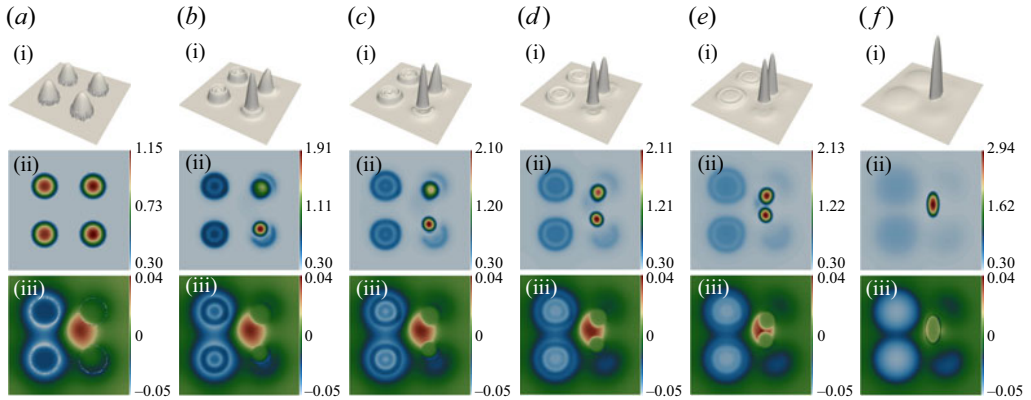 (a) (b) (c) (d) (e) (f)
(i) (i) (i) (i) (i) (i)
(ii) 1.15 (ii) 1.91 (ii) 2.10 (ii) 2.11 (ii) 2.13 (ii) 2.94
0.73 1.11 1.20 1.21 1.22 1.62
0.30 0.30 0.30 0.30 0.30 0.30
(iii) 0.04 (iii) 0.04 (iii) 0.04 (iii) 0.04 (iii) 0.04 (iii) 0.04
0 0 0 0 0 0
–0.05 –0.05 –0.05 –0.05 –0.05 –0.05